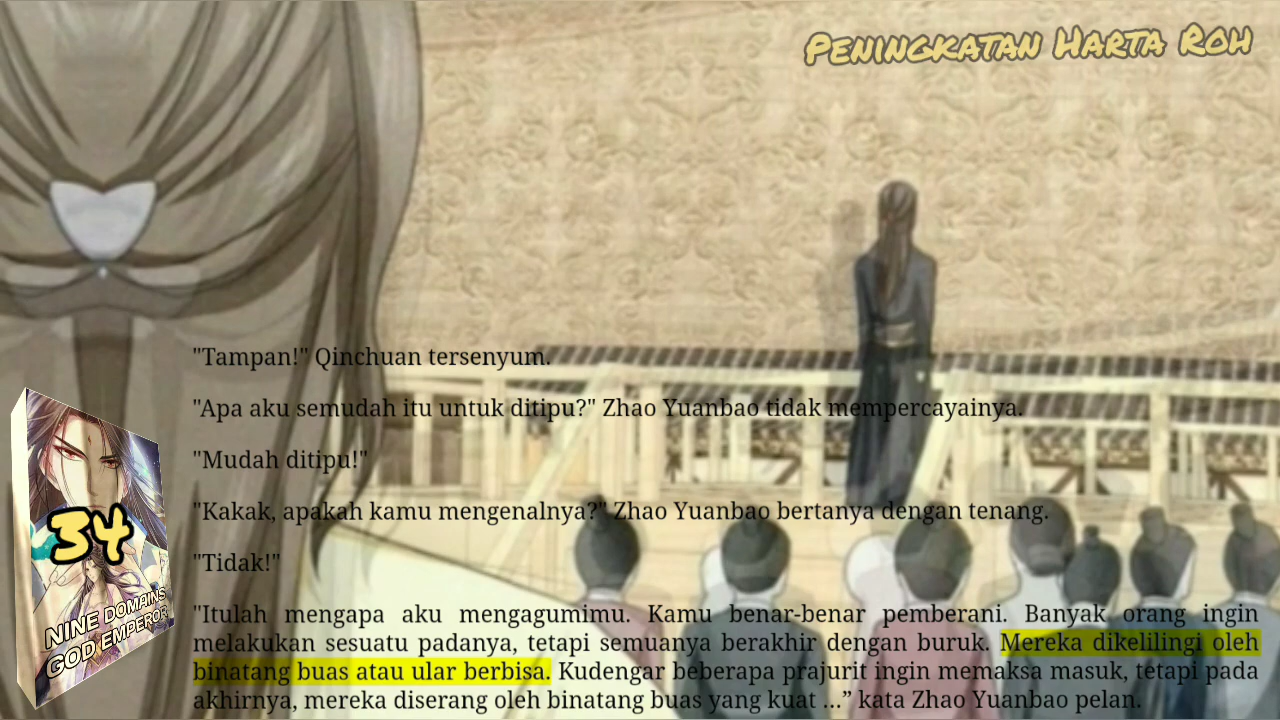 Peningkatan Harta Roh
"Tampan!" Qinchuan tersenyum.
"Apa aku semudah itu untuk ditipu?" Zhao Yuanbao tidak mempercayainya.
"Mudah ditipu!"
"Kakak, apakah kamu mengenalnya?" Zhao Yuanbao bertanya dengan tenang.
"Tidak!"
"Itulah mengapa aku mengagumimu. Kamu benar-benar pemberani. Banyak orang ingin
melakukan sesuatu padanya, tetapi semuanya berakhir dengan buruk. Mereka dikelilingi oleh
binatang buas atau ular berbisa. Kudengar beberapa prajurit ingin memaksa masuk, tetapi pada
akhirnya, mereka diserang oleh binatang buas yang kuat ...” kata Zhao Yuanbao pelan.
34
NINE DOMAINS
GOD EMPEROR